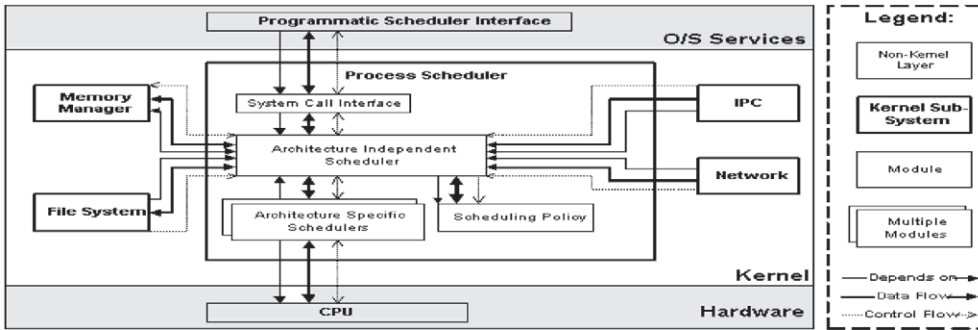 Programmatic Scheduler Interface
O/S Services
Process Scheduler
System Call Interface
Memory
Manager
IPC
Architecture Independent
Scheduler
File System
Network
Architecture Specific
Schedulers
Scheduling Policy
Kernel
CPU
Hardware
Legend:
Non-Kernel
Layer
Kernel Sub-
System
Module
Multiple
Modules
Depends on
Data Flow
Control Flow